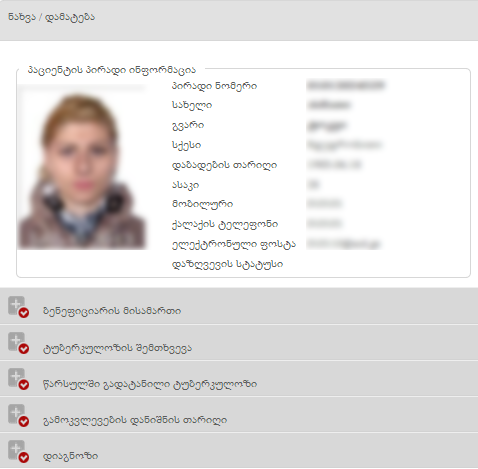 ნახვა / დამატება
პაციენტის პირადი ინფორმაცია
პირადი ნომერი
სახელი
გვარი
სქესი
დაბადების თარიღი
ასაკი
მობილური
ქალაქის ტელეფონი
ელექტრონული ფოსტა
დაზღვევის სტატუსი
ბენეფიციარის მისამართი
ტუბერკულოზის შემთხვევა
წარსულში გადატანილი ტუბერკულოზი
გამოკვლევების დანიშნის თარიღი
დიაგნოზი